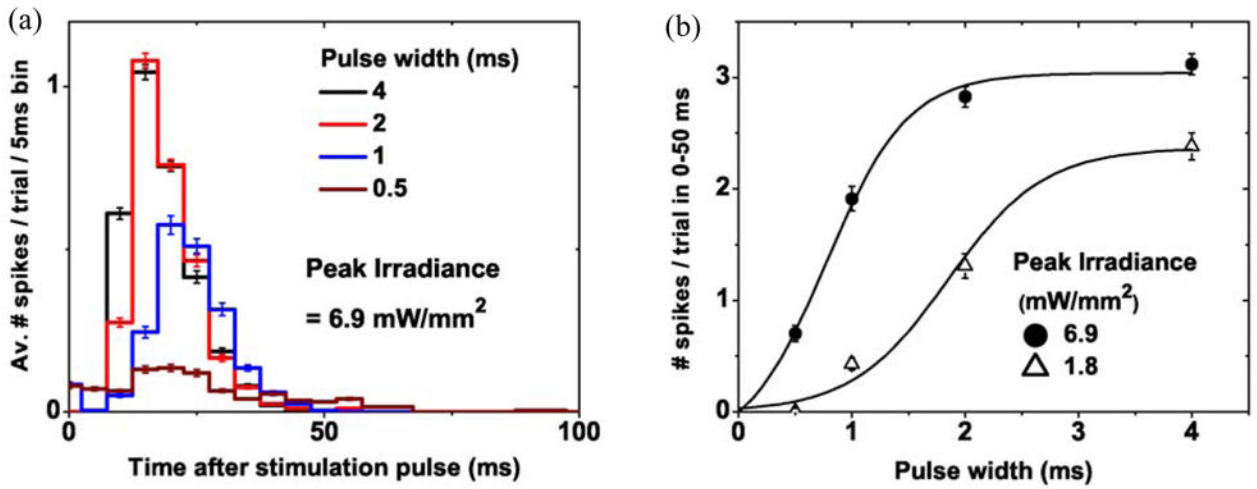 (a)
Av. # spikes / trial / 5ms bin
1
0
Pulse width (ms)
4
2
1
0.5
Peak Irradiance
= 6.9 mW/mm²
0 50 100
Time after stimulation pulse (ms)
(b)
# spikes / trial in 0-50 ms
3
2
1
0
Peak Irradiance
(mW/mm²)
6.9
1.8
0 1 2 3 4
Pulse width (ms)